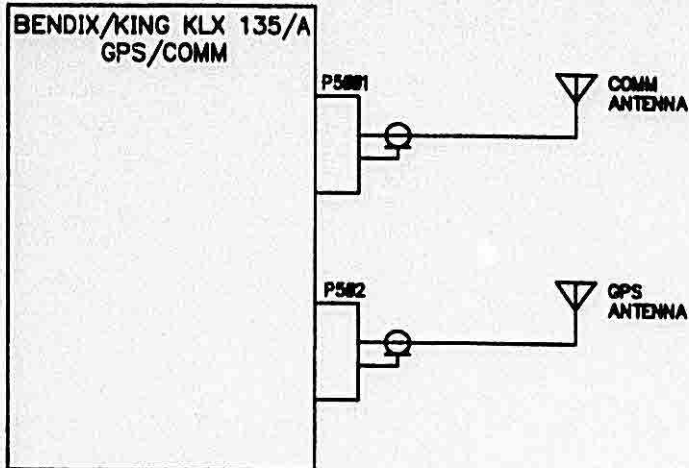 BENDIX/KING KLX 135/A
GPS/COMM
P5001
COMM
ANTENNA
P502
GPS
ANTENNA